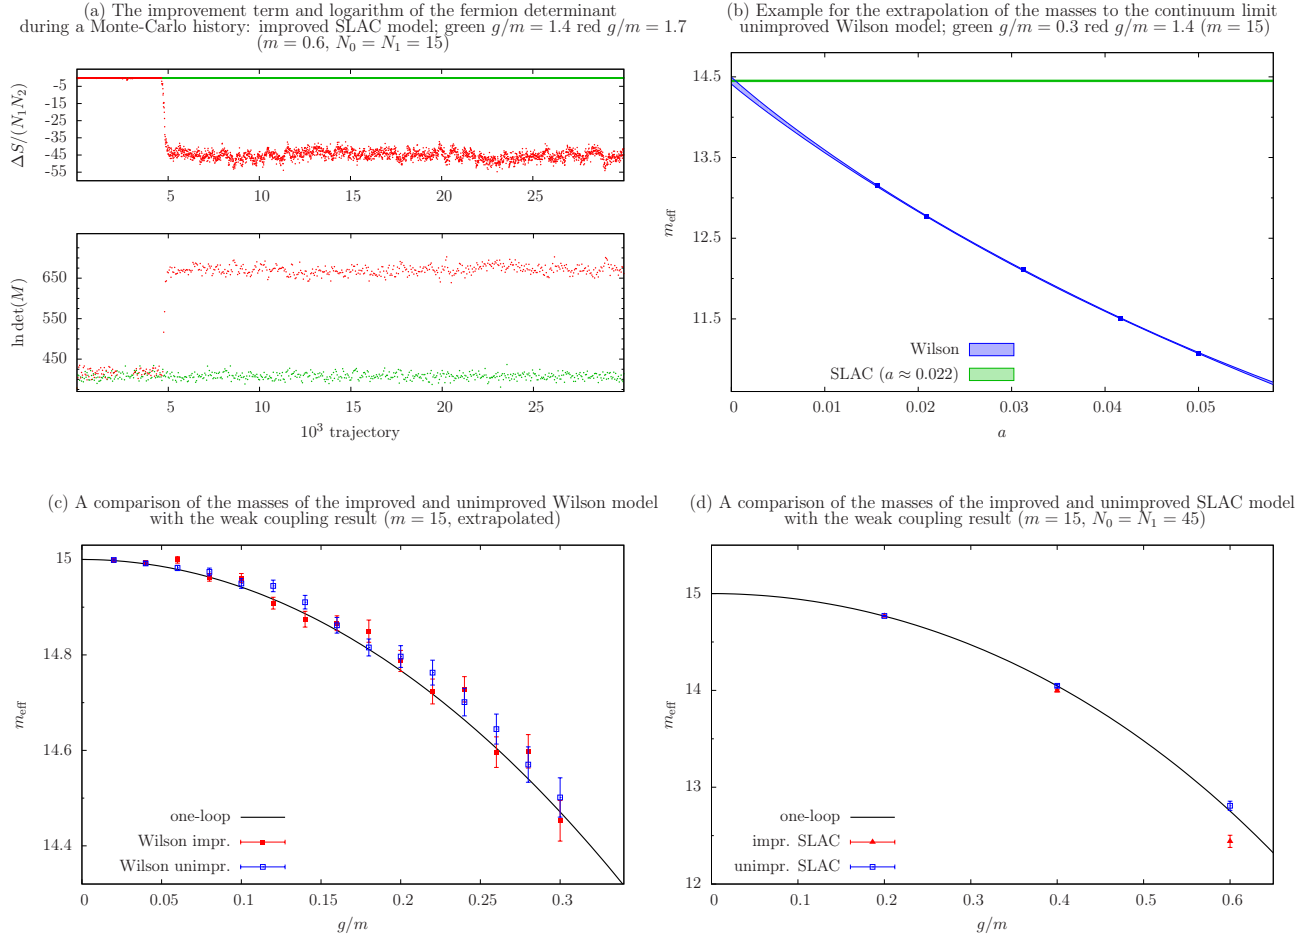 (a) The improvement term and logarithm of the fermion determinant
during a Monte-Carlo history: improved SLAC model; green g/m = 1.4 red g/m = 1.7
(m = 0.6, N₀ = N₁ = 15)
ΔS/(N₁N₂)
-5
-15
-25
-35
-45
-55
5
10
15
20
25
ln det(M)
650
450
5
10
15
20
25
10³ trajectory
(b) Example for the extrapolation of the masses to the continuum limit
unimproved Wilson model; green g/m = 0.3 red g/m = 1.4 (m = 15)
m_eff
14.5
13.5
12.5
11.5
Wilson
SLAC (a ≈ 0.022)
0
0.01
0.02
0.03
0.04
0.05
a
(c) A comparison of the masses of the improved and unimproved Wilson model
with the weak coupling result (m = 15, extrapolated)
m_eff
15
14.8
14.6
14.4
one-loop
Wilson impr.
Wilson unimpr.
0
0.05
0.1
0.15
0.2
0.25
0.3
g/m
(d) A comparison of the masses of the improved and unimproved SLAC model
with the weak coupling result (m = 15, N₀ = N₁ = 45)
m_eff
15
14
13
12
one-loop
impr. SLAC
unimpr. SLAC
0
0.1
0.2
0.3
0.4
0.5
0.6
g/m